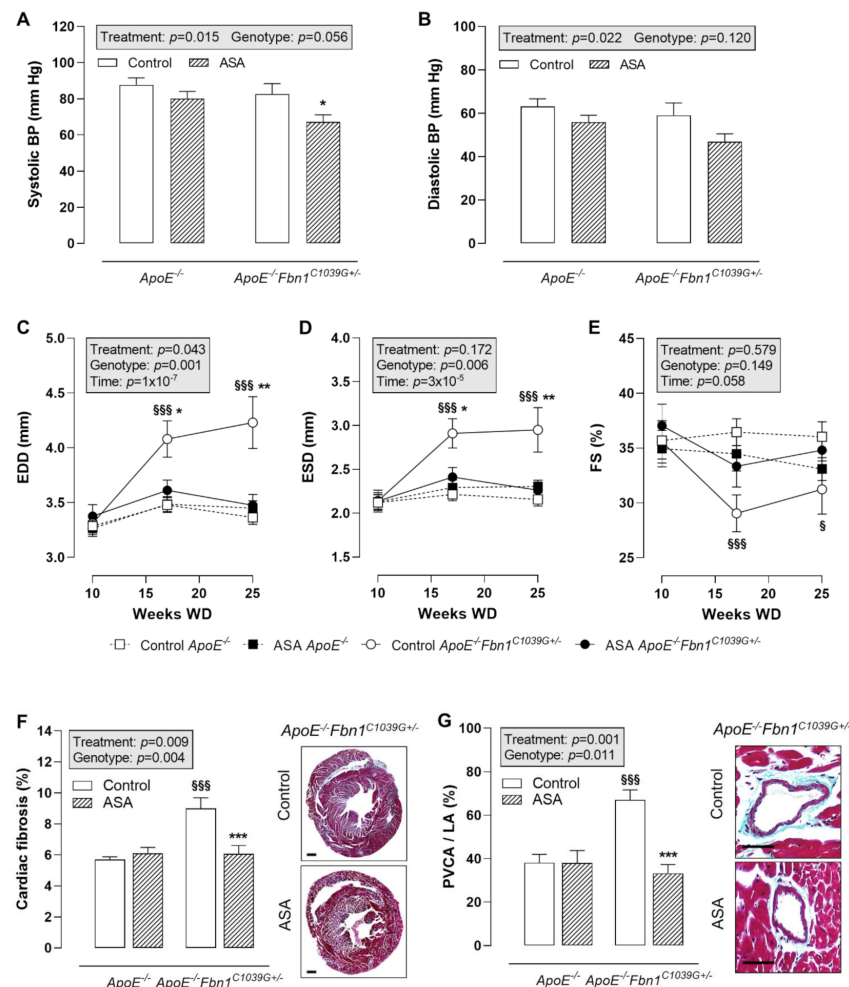 A
Treatment: p=0.015 Genotype: p=0.056
Control ASA
Systolic BP (mm Hg)
120
100
80
60
40
20
0
*
ApoE-/- ApoE-/-Fbn1C1039G+/-
B
Treatment: p=0.022 Genotype: p=0.120
Control ASA
Diastolic BP (mm Hg)
100
80
60
40
20
0
ApoE-/- ApoE-/-Fbn1C1039G+/-
C
Treatment: p=0.043
Genotype: p=0.001
Time: p=1x10-7
EDD (mm)
5.0
4.5
4.0
3.5
3.0
§§§ *
§§§ **
10 15 20 25
Weeks WD
D
Treatment: p=0.172
Genotype: p=0.006
Time: p=3x10-5
ESD (mm)
4.0
3.5
3.0
2.5
2.0
1.5
§§§ *
§§§ **
10 15 20 25
Weeks WD
E
Treatment: p=0.579
Genotype: p=0.149
Time: p=0.058
FS (%)
45
40
35
30
25
§§§
§
10 15 20 25
Weeks WD
Control ApoE-/- ASA ApoE-/- Control ApoE-/-Fbn1C1039G+/- ASA ApoE-/-Fbn1C1039G+/-
F
Treatment: p=0.009
Genotype: p=0.004
Control
ASA
Cardiac fibrosis (%)
14
12
10
8
6
4
2
0
§§§
***
ApoE-/- ApoE-/-Fbn1C1039G+/-
ApoE-/-Fbn1C1039G+/-
Control
ASA
G
Treatment: p=0.001
Genotype: p=0.011
Control
ASA
PVCA / LA (%)
100
80
60
40
20
0
§§§
***
ApoE-/- ApoE-/-Fbn1C1039G+/-
ApoE-/-Fbn1C1039G+/-
Control
ASA